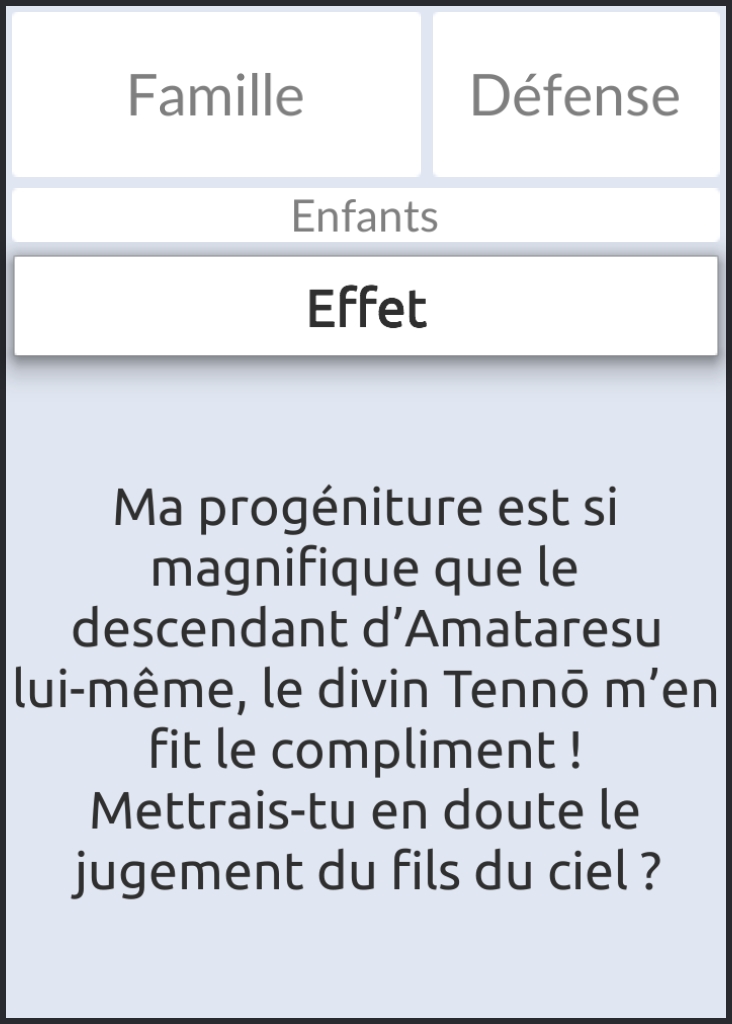 Famille
Défense
Enfants
Effet
Ma progéniture est si
magnifique que le
descendant d’Amataresu
lui-même, le divin Tennō m’en
fit le compliment !
Mettrais-tu en doute le
jugement du fils du ciel ?